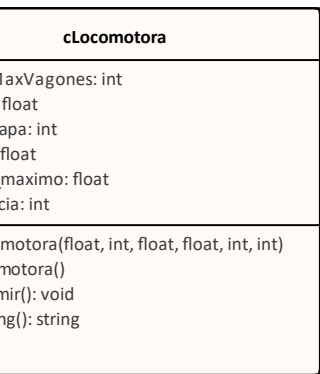 cLocomotora
MaxVagones: int
float
apa: int
float
maximo: float
cia: int
motora(float, int, float, float, int, int)
motora()
mir(): void
ng(): string